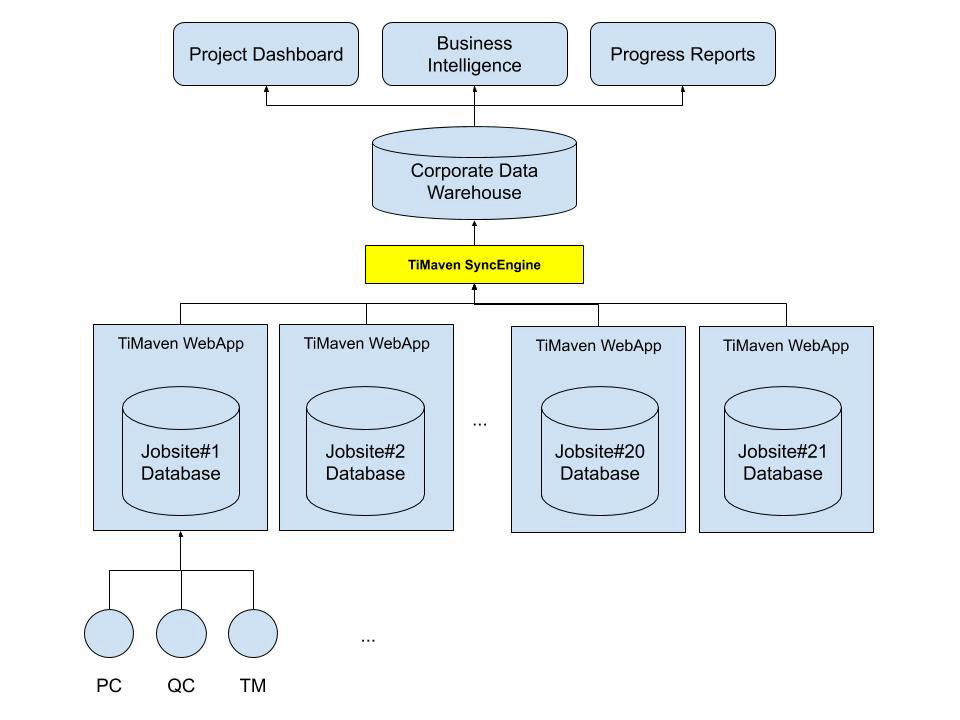 Project Dashboard
Business
Intelligence
Progress Reports
Corporate Data
Warehouse
TiMaven SyncEngine
TiMaven WebApp
TiMaven WebApp
TiMaven WebApp
TiMaven WebApp
Jobsite#1
Database
Jobsite#2
Database
...
Jobsite#20
Database
Jobsite#21
Database
...
PC
QC
TM